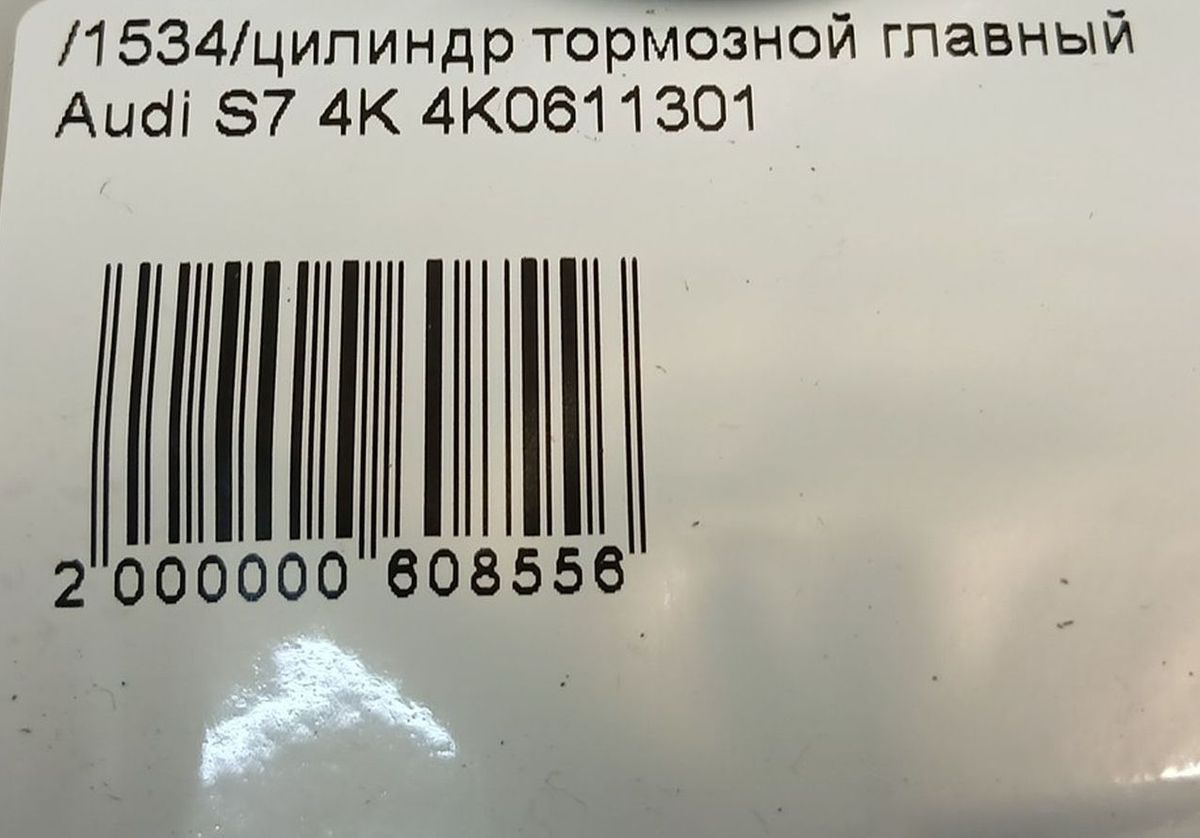 /1534/цилиндр тормозной главный
Audi S7 4K 4K0611301
2 000000 608556